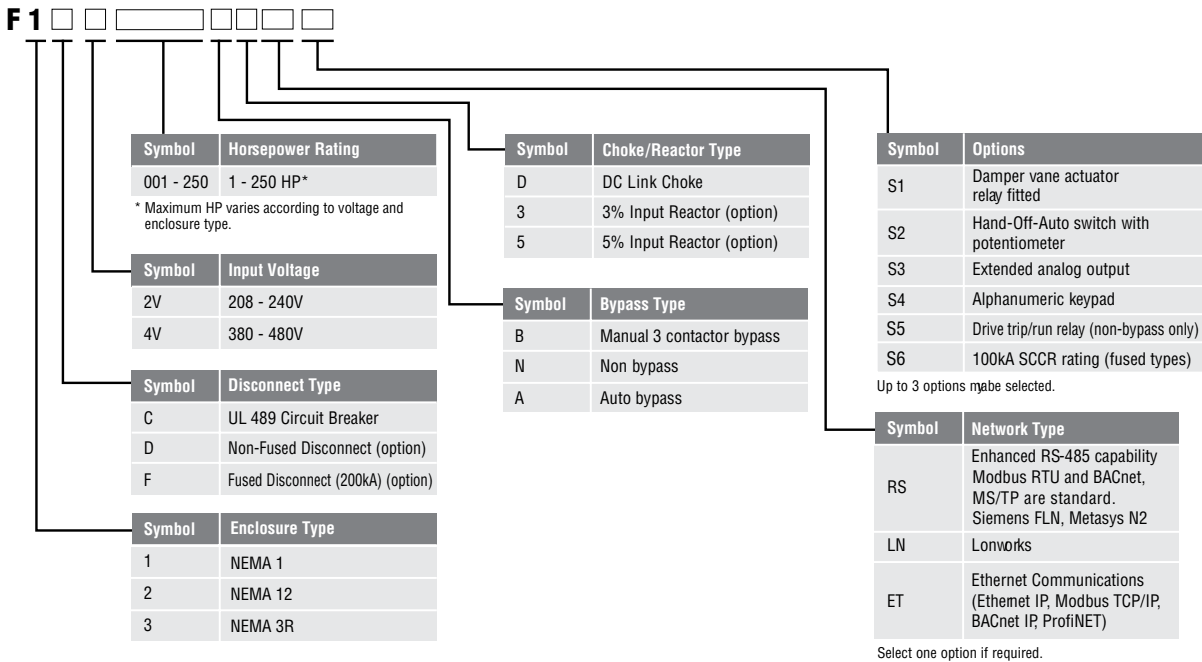 F 1
Symbol Horsepower Rating
001 - 250 1 - 250 HP*
* Maximum HP varies according to voltage and
enclosure type.
Symbol Input Voltage
2V 208 - 240V
4V 380 - 480V
Symbol Disconnect Type
C UL 489 Circuit Breaker
D Non-Fused Disconnect (option)
F Fused Disconnect (200kA) (option)
Symbol Enclosure Type
1 NEMA 1
2 NEMA 12
3 NEMA 3R
Symbol Choke/Reactor Type
D DC Link Choke
3 3% Input Reactor (option)
5 5% Input Reactor (option)
Symbol Bypass Type
B Manual 3 contactor bypass
N Non bypass
A Auto bypass
Symbol Options
S1 Damper vane actuator
relay fitted
S2 Hand-Off-Auto switch with
potentiometer
S3 Extended analog output
S4 Alphanumeric keypad
S5 Drive trip/run relay (non-bypass only)
S6 100kA SCCR rating (fused types)
Up to 3 options maybe selected.
Symbol Network Type
RS Enhanced RS-485 capability
Modbus RTU and BACnet,
MS/TP are standard.
Siemens FLN, Metasys N2
LN Lonworks
ET Ethernet Communications
(Ethernet IP, Modbus TCP/IP,
BACnet IP, ProfiNET)
Select one option if required.